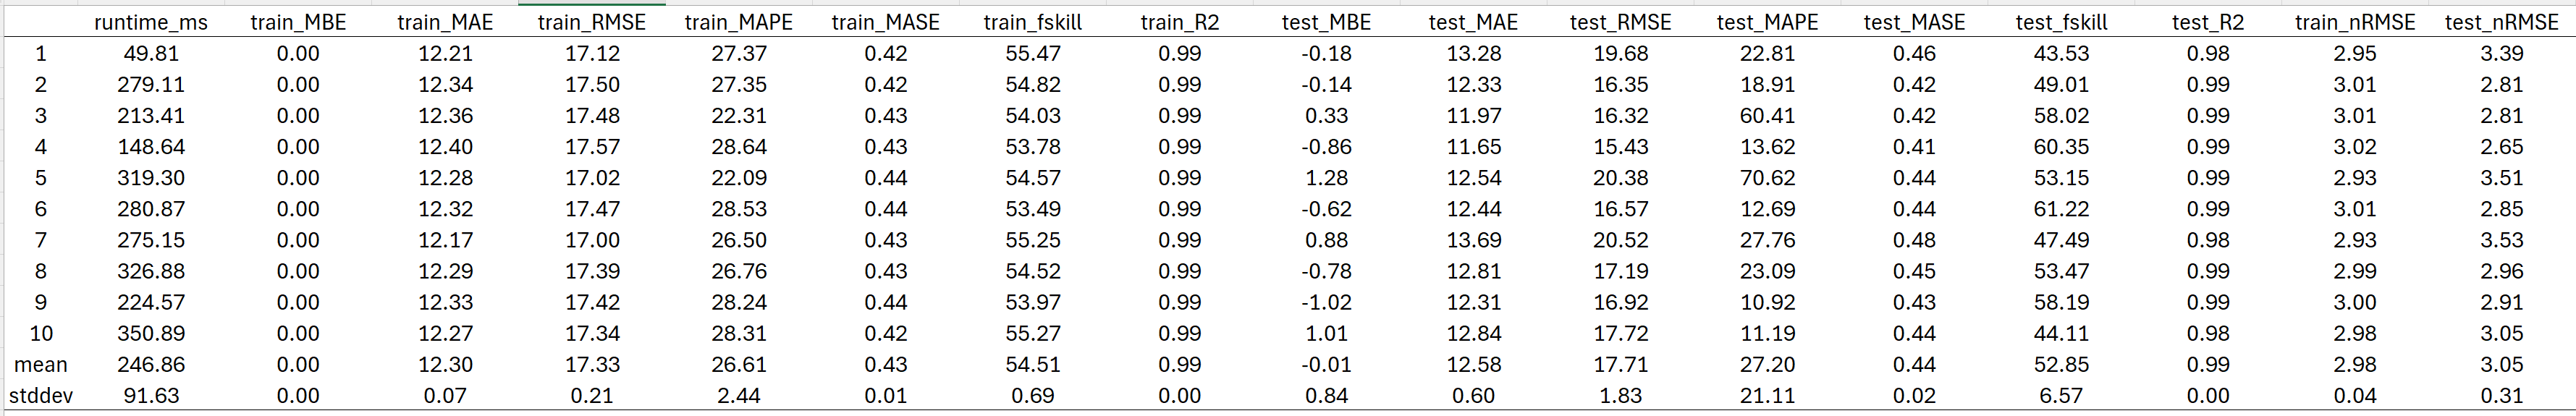 runtime_ms train_MBE train_MAE train_RMSE train_MAPE train_MASE train_fskill train_R2 test_MBE test_MAE test_RMSE test_MAPE test_MASE test_fskill test_R2 train_nRMSE test_nRMSE
1 49.81 0.00 12.21 17.12 27.37 0.42 55.47 0.99 -0.18 13.28 19.68 22.81 0.46 43.53 0.98 2.95 3.39
2 279.11 0.00 12.34 17.50 27.35 0.42 54.82 0.99 -0.14 12.33 16.35 18.91 0.42 49.01 0.99 3.01 2.81
3 213.41 0.00 12.36 17.48 22.31 0.43 54.03 0.99 0.33 11.97 16.32 60.41 0.42 58.02 0.99 3.01 2.81
4 148.64 0.00 12.40 17.57 28.64 0.43 53.78 0.99 -0.86 11.65 15.43 13.62 0.41 60.35 0.99 3.02 2.65
5 319.30 0.00 12.28 17.02 22.09 0.44 54.57 0.99 1.28 12.54 20.38 70.62 0.44 53.15 0.99 2.93 3.51
6 280.87 0.00 12.32 17.47 28.53 0.44 53.49 0.99 -0.62 12.44 16.57 12.69 0.44 61.22 0.99 3.01 2.85
7 275.15 0.00 12.17 17.00 26.50 0.43 55.25 0.99 0.88 13.69 20.52 27.76 0.48 47.49 0.98 2.93 3.53
8 326.88 0.00 12.29 17.39 26.76 0.43 54.52 0.99 -0.78 12.81 17.19 23.09 0.45 53.47 0.99 2.99 2.96
9 224.57 0.00 12.33 17.42 28.24 0.44 53.97 0.99 -1.02 12.31 16.92 10.92 0.43 58.19 0.99 3.00 2.91
10 350.89 0.00 12.27 17.34 28.31 0.42 55.27 0.99 1.01 12.84 17.72 11.19 0.44 44.11 0.98 2.98 3.05
mean 246.86 0.00 12.30 17.33 26.61 0.43 54.51 0.99 -0.01 12.58 17.71 27.20 0.44 52.85 0.99 2.98 3.05
stddev 91.63 0.00 0.07 0.21 2.44 0.01 0.69 0.00 0.84 0.60 1.83 21.11 0.02 6.57 0.00 0.04 0.31